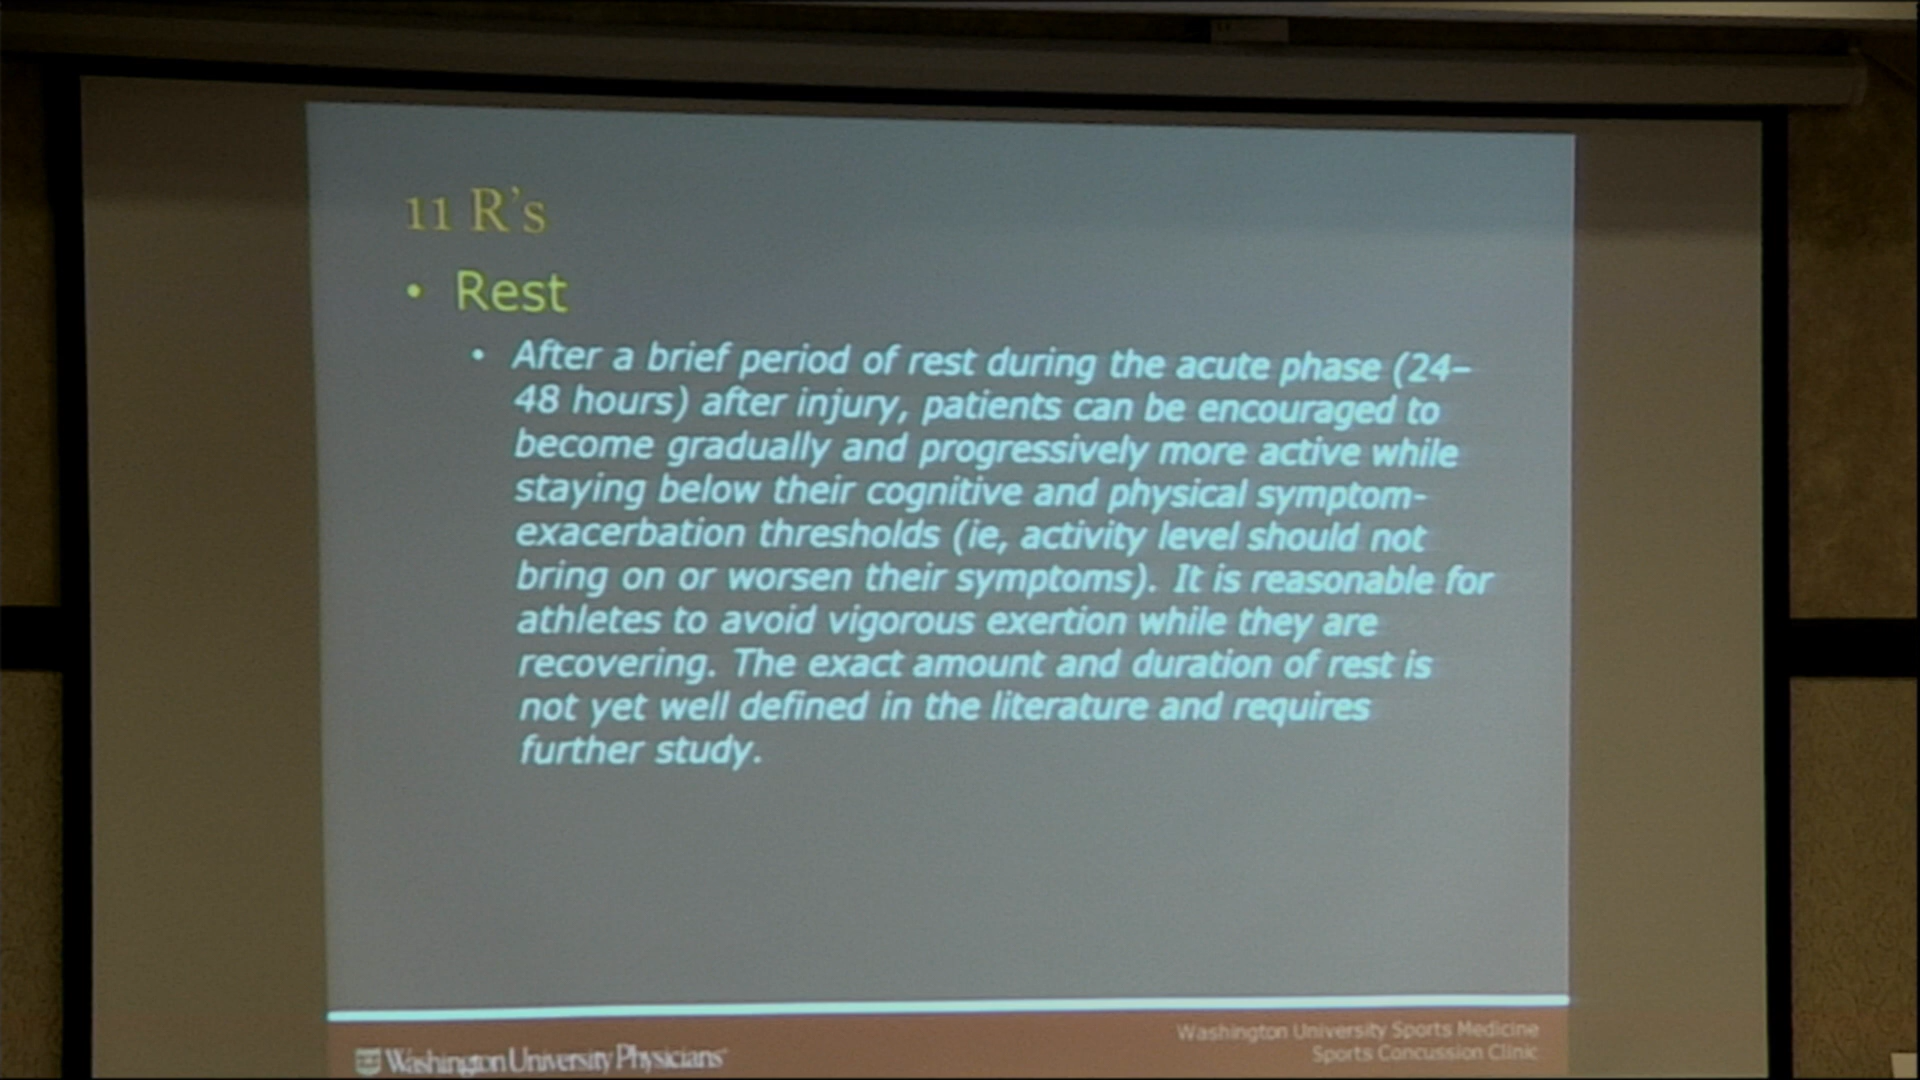 11 R's
• Rest
• After a brief period of rest during the acute phase (24–
48 hours) after injury, patients can be encouraged to
become gradually and progressively more active while
staying below their cognitive and physical symptom-
exacerbation thresholds (ie, activity level should not
bring on or worsen their symptoms). It is reasonable for
athletes to avoid vigorous exertion while they are
recovering. The exact amount and duration of rest is
not yet well defined in the literature and requires
further study.
Washington University Physicians
Washington University Sports Medicine
Sports Concussion Clinic